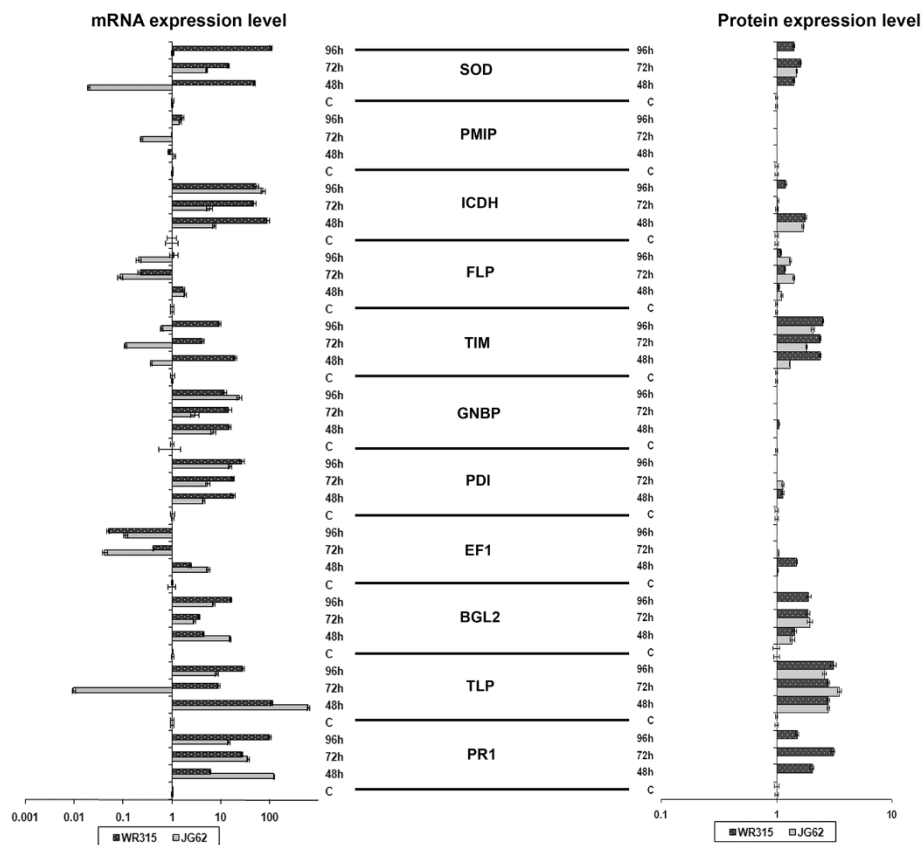 mRNA expression level Protein expression level
96h 96h
72h SOD 72h
48h 48h
C C
96h 96h
72h PMIP 72h
48h 48h
C C
96h 96h
72h ICDH 72h
48h 48h
C C
96h 96h
72h FLP 72h
48h 48h
C C
96h 96h
72h TIM 72h
48h 48h
C C
96h 96h
72h GNBP 72h
48h 48h
C C
96h 96h
72h PDI 72h
48h 48h
C C
96h 96h
72h EF1 72h
48h 48h
C C
96h 96h
72h BGL2 72h
48h 48h
C C
96h 96h
72h TLP 72h
48h 48h
C C
96h 96h
72h PR1 72h
48h 48h
C C
0.001 0.01 0.1 1 10 100 0.1 1 10
WR315 JG62 WR315 JG62